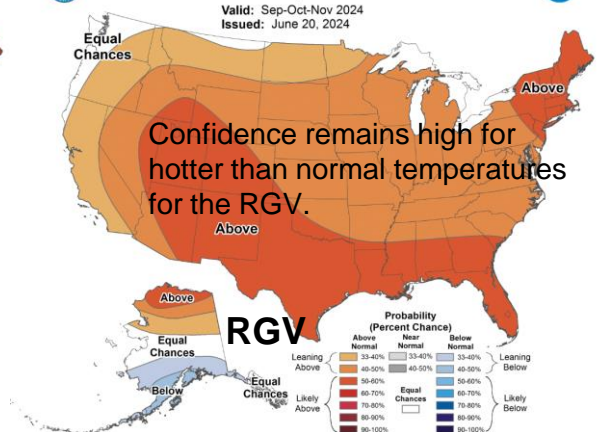 Valid: Sep-Oct-Nov 2024
Issued: June 20, 2024
Equal
Chances
Above
Confidence remains high for
hotter than normal temperatures
for the RGV.
Above
Above
Equal
Chances
RGV
Below
Equal
Chances
Probability
(Percent Chance)
Above
Normal
Near
Normal
Below
Normal
Leaning
Above
33-40%
33-40%
33-40%
Leaning
Below
40-50%
40-50%
40-50%
50-60%
50-60%
Likely
Above
60-70%
Equal
Chances
60-70%
Likely
Below
70-80%
70-80%
80-90%
80-90%
90-100%
90-100%